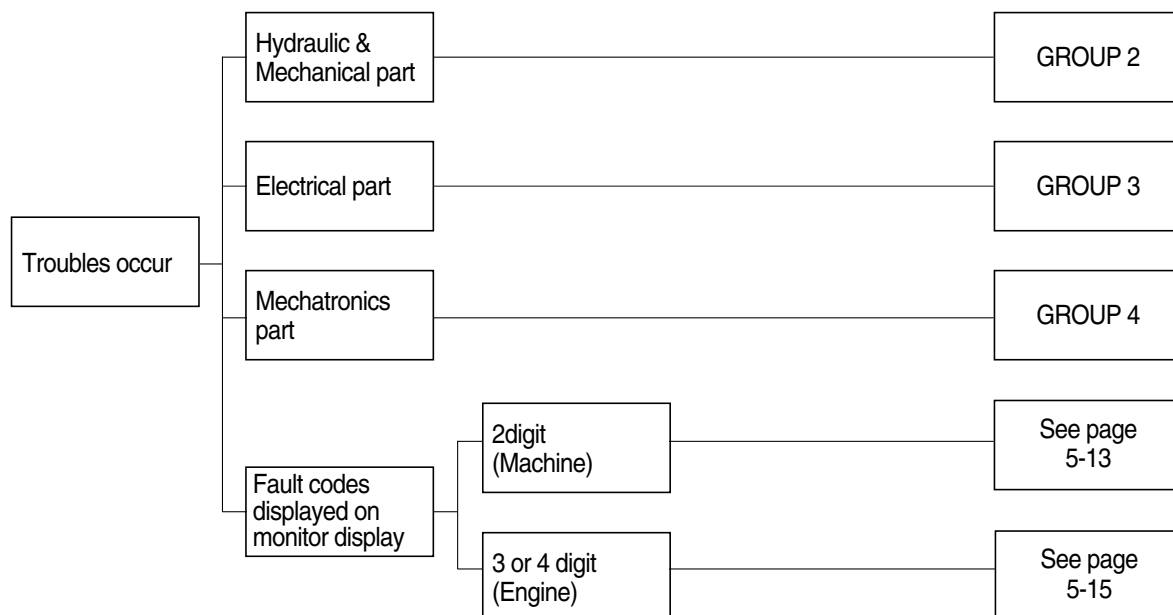 Troubles occur
Hydraulic &
Mechanical part
GROUP 2
Electrical part
GROUP 3
Mechatronics
part
GROUP 4
Fault codes
displayed on
monitor display
2digit
(Machine)
See page
5-13
3 or 4 digit
(Engine)
See page
5-15